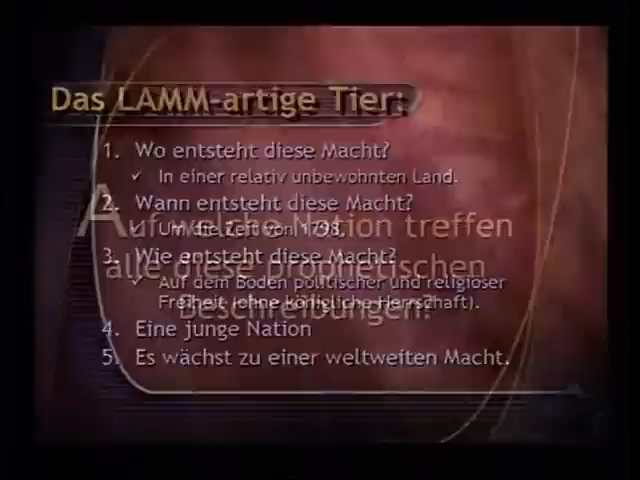 Das LAMM-artige Tier:
1. Wo entsteht diese Macht?
✓ In einer relativ unbewohnten Land.
2. Wann entsteht diese Macht?
✓ Um die Zeit von 1798.
3. Wie entsteht diese Macht?
✓ Auf dem Boden politischer und religioser
Freiheit (ohne königliche Herrschaft).
4. Eine junge Nation
5. Es wächst zu einer weltweiten Macht.
Auf welche Nation treffen
alle diese prophetischen
Beschreibungen?